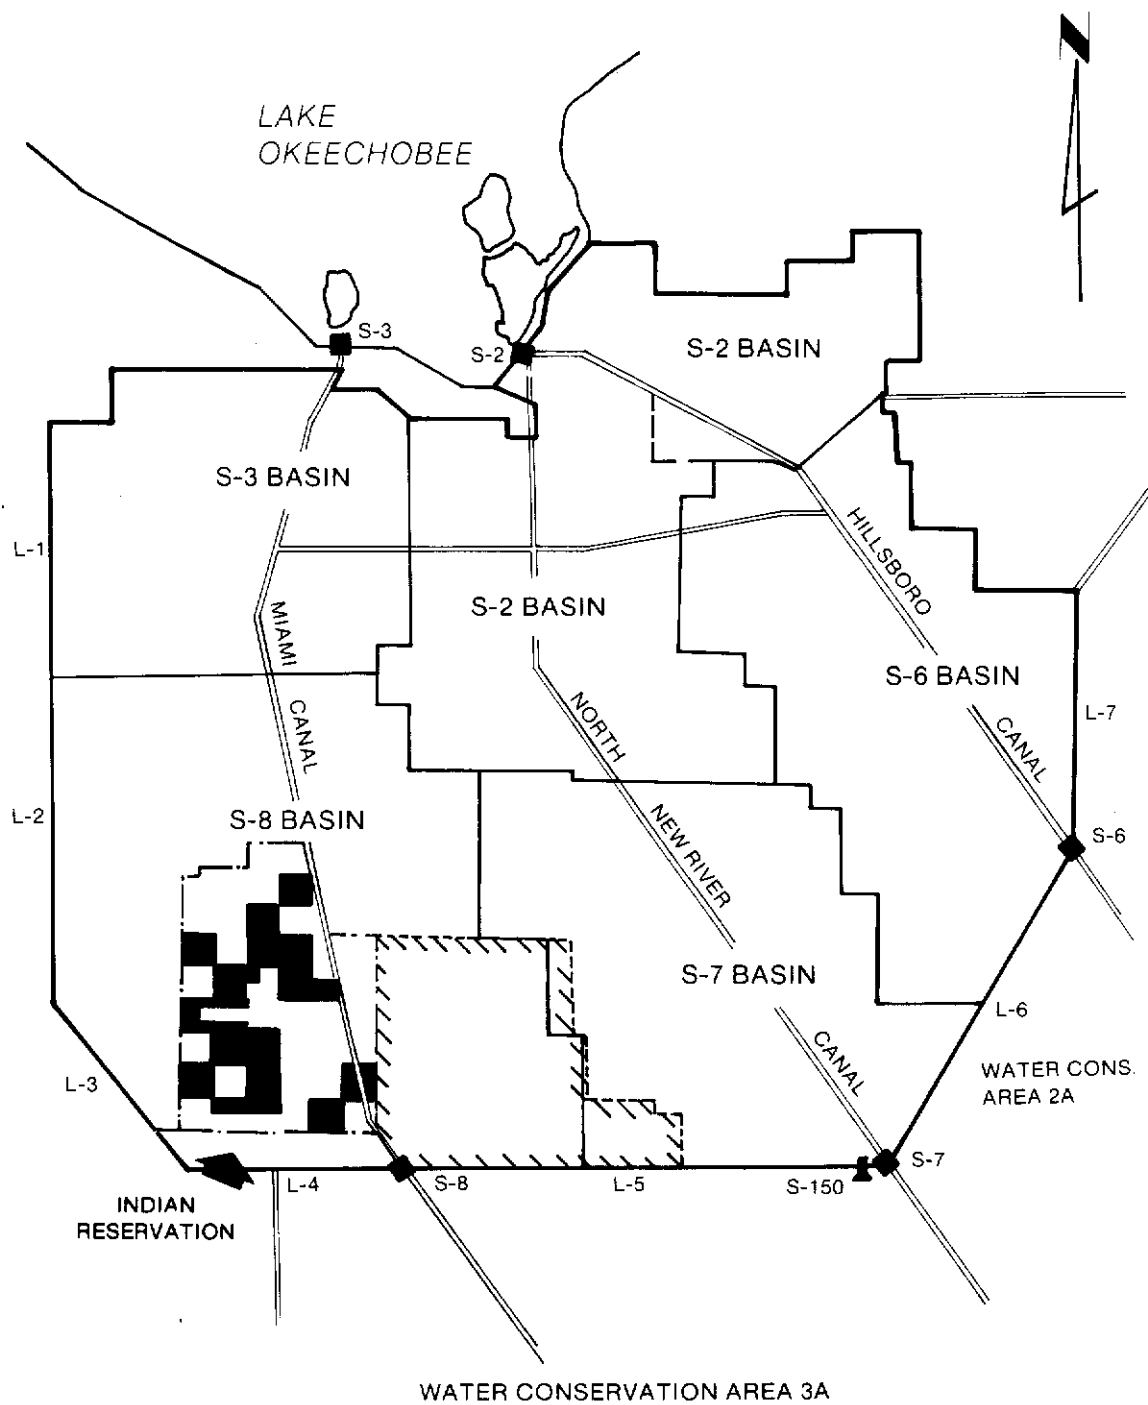 N
LAKE
OKEECHOBEE
S-3
S-2
S-2 BASIN
S-3 BASIN
L-1
HILLSBORO
S-2 BASIN
MIAMI
S-6 BASIN
CANAL
NORTH
CANAL
L-7
L-2
S-8 BASIN
NEW RIVER
S-6
S-7 BASIN
L-6
CANAL
L-3
WATER CONS.
AREA 2A
S-7
L-4
S-8
L-5
S-150
INDIAN
RESERVATION
WATER CONSERVATION AREA 3A